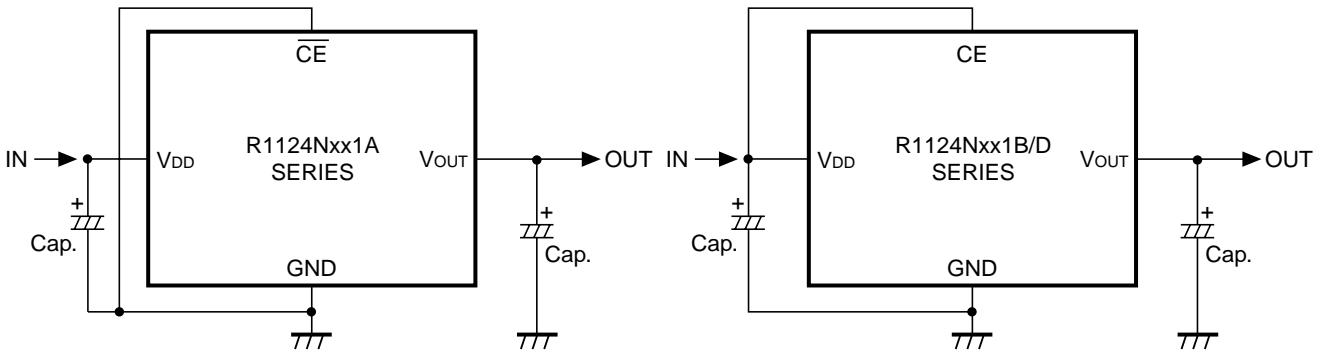 CE
R1124Nxx1A
SERIES
IN
VDD
VOUT
OUT
+
Cap.
+
Cap.
GND
CE
R1124Nxx1B/D
SERIES
IN
VDD
VOUT
OUT
+
Cap.
+
Cap.
GND